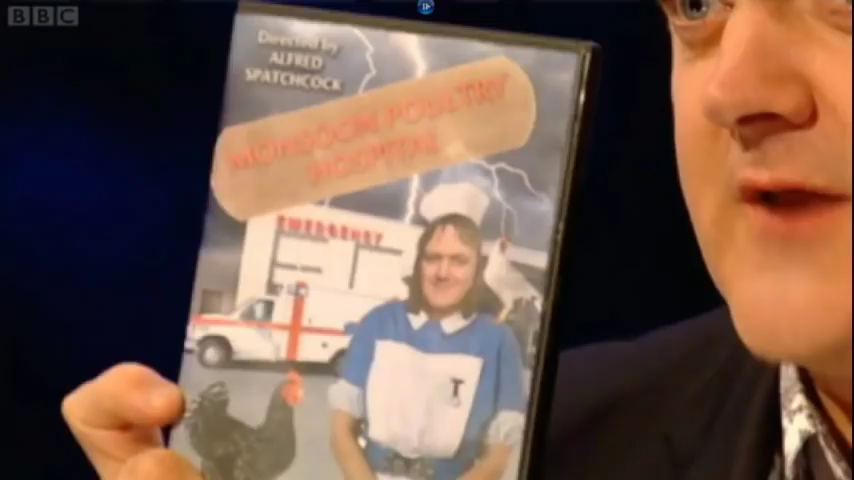 BBC
Directed by
ALFRED
SPATCHCOCK
MONSOON POULTRY
HOSPITAL
EMERGENCY